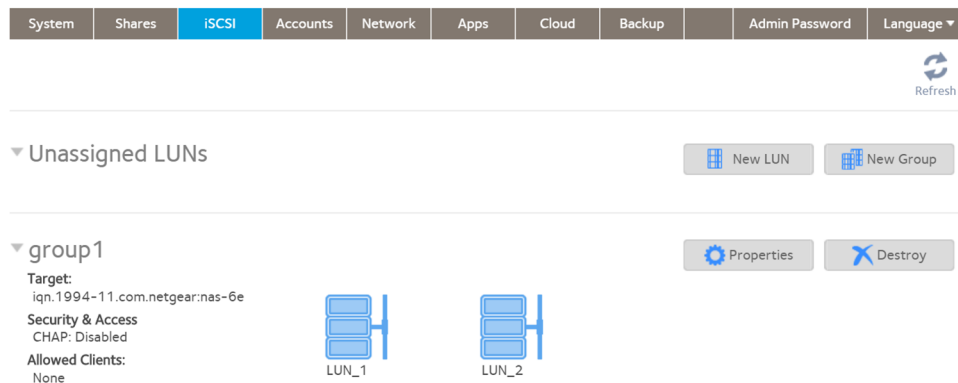 System Shares iSCSI Accounts Network Apps Cloud Backup Admin Password Language
Refresh
Unassigned LUNs New LUN New Group
group1 Properties Destroy
Target:
iqn.1994-11.com.netgear:nas-6e
Security & Access
CHAP: Disabled
Allowed Clients:
None
LUN_1 LUN_2